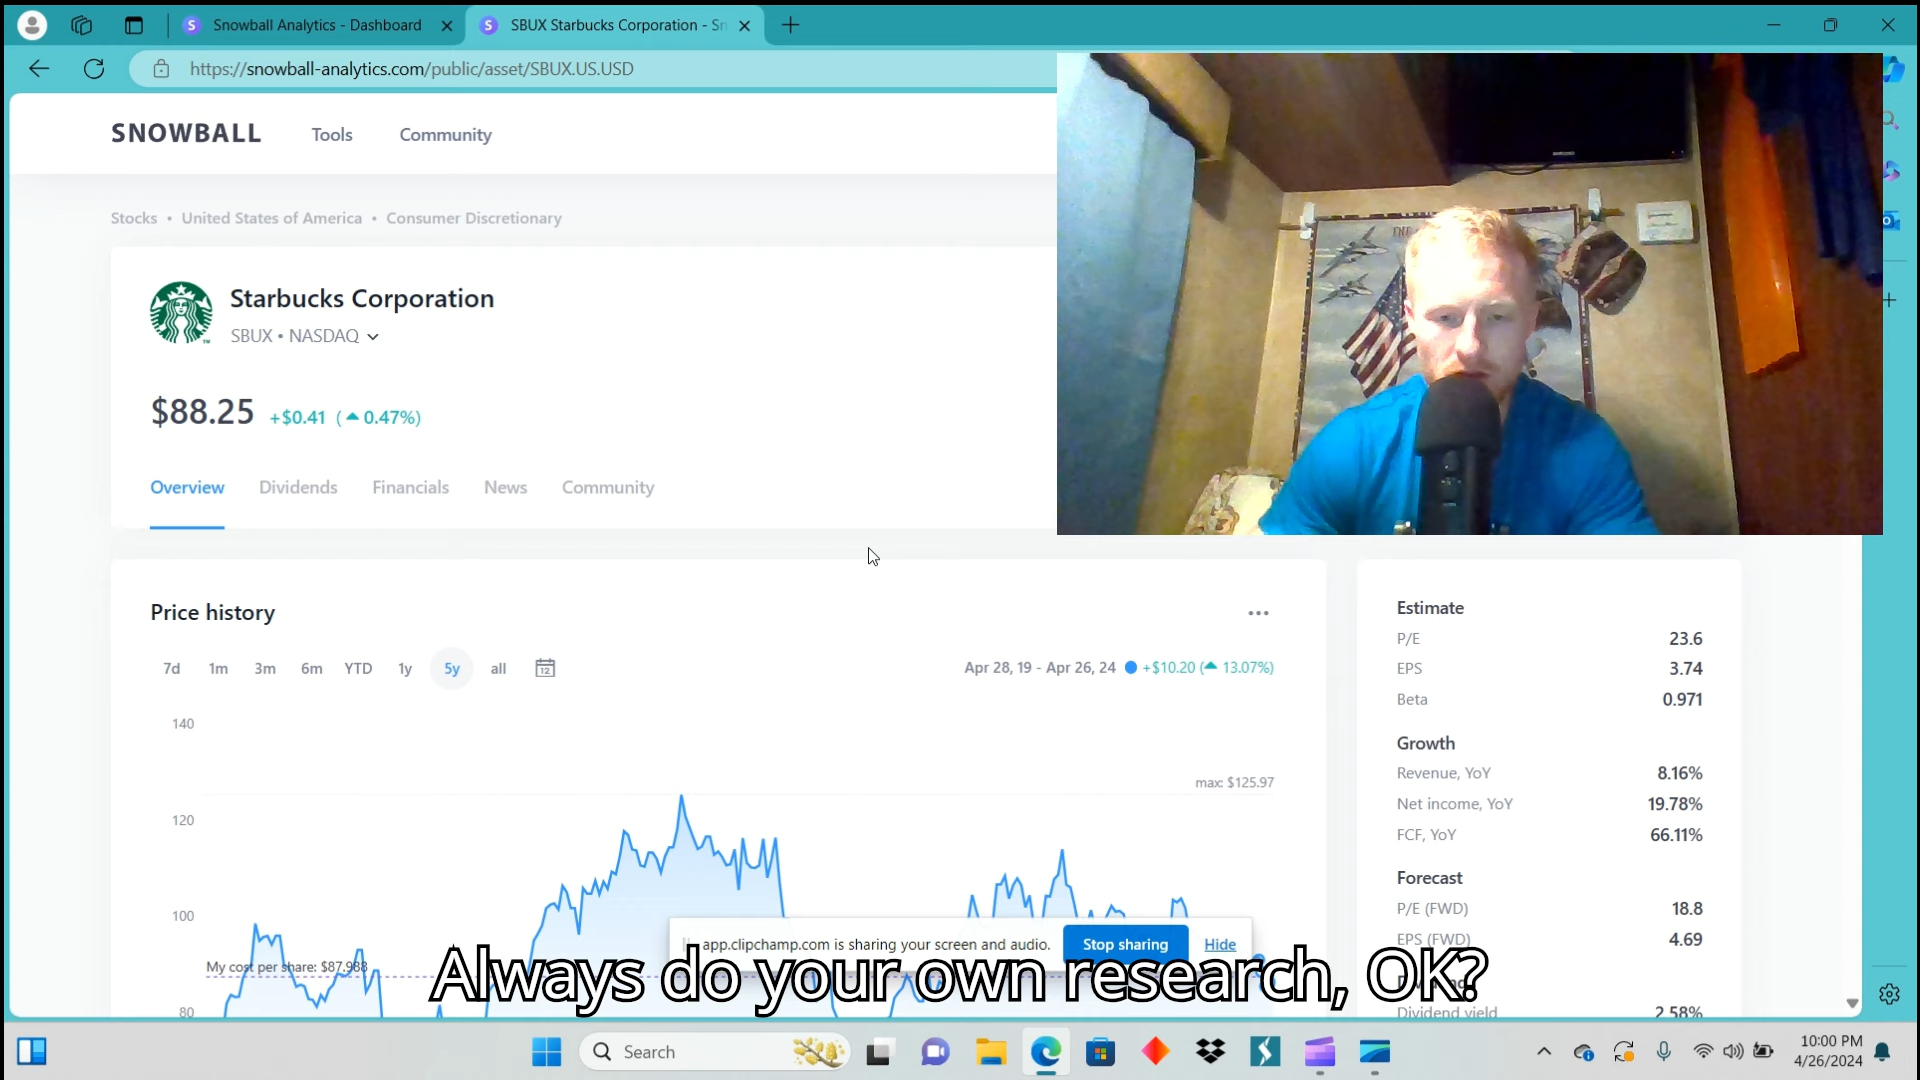 Snowball Analytics - Dashboard
SBUX Starbucks Corporation - Sn
https://snowball-analytics.com/public/asset/SBUX.US.USD
SNOWBALL
Tools
Community
Stocks • United States of America • Consumer Discretionary
Starbucks Corporation
SBUX • NASDAQ
$88.25 +$0.41 ( 0.47%)
Overview
Dividends
Financials
News
Community
Price history
7d 1m 3m 6m YTD 1y 5y all
12
Apr 28, 19 - Apr 26, 24 +$10.20 ( 13.07%)
140
max: $125.97
120
100
My cost per share: $87.988
80
Estimate
P/E 23.6
EPS 3.74
Beta 0.971
Growth
Revenue, YoY 8.16%
Net income, YoY 19.78%
FCF, YoY 66.11%
Forecast
P/E (FWD) 18.8
EPS (FWD) 4.69
Dividend yield 2.58%
app.clipchamp.com is sharing your screen and audio.
Stop sharing
Hide
Always do your own research, OK?
Search
10:00 PM
4/26/2024